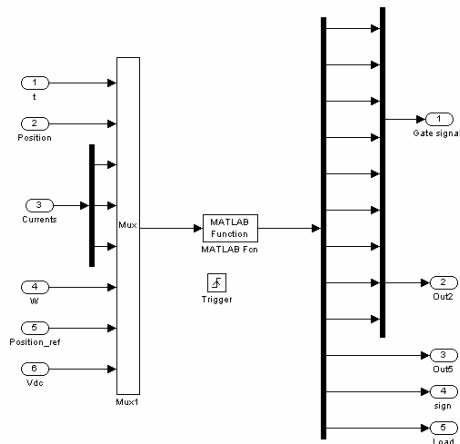 1
t
2
Position
3
Currents
4
W
5
Position_ref
6
Vdc
Mux
Mux1
MATLAB
Function
MATLAB Fcn
Trigger
1
Gate signal
2
Out2
3
Out5
4
sign
5
Load